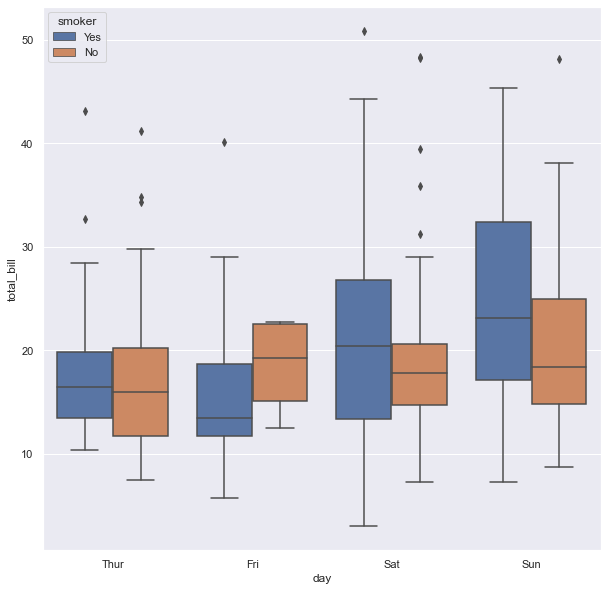 smoker
Yes
No
50
40
30
20
10
total_bill
Thur
Fri
Sat
Sun
day